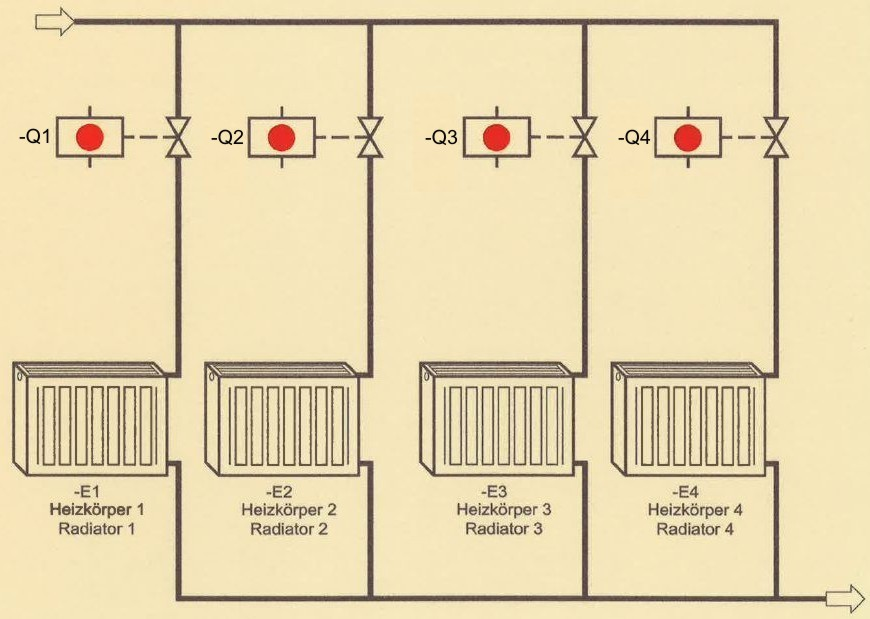 -Q1
-Q2
-Q3
-Q4
-E1
Heizkörper 1
Radiator 1
-E2
Heizkörper 2
Radiator 2
-E3
Heizkörper 3
Radiator 3
-E4
Heizkörper 4
Radiator 4